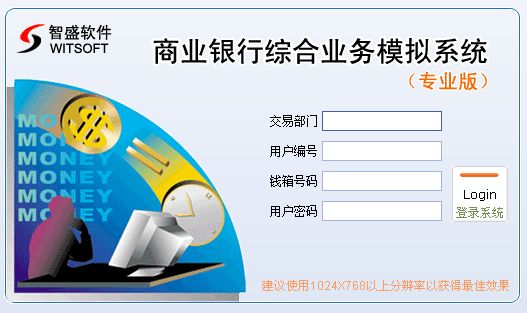 智盛软件
WITSOFT
商业银行综合业务模拟系统
（专业版）
MONEY
MONEY
MONEY
MONEY
MONEY
MONEY
交易部门
用户编号
钱箱号码
用户密码
Login
登录系统
建议使用1024X768以上分辨率以获得最佳效果